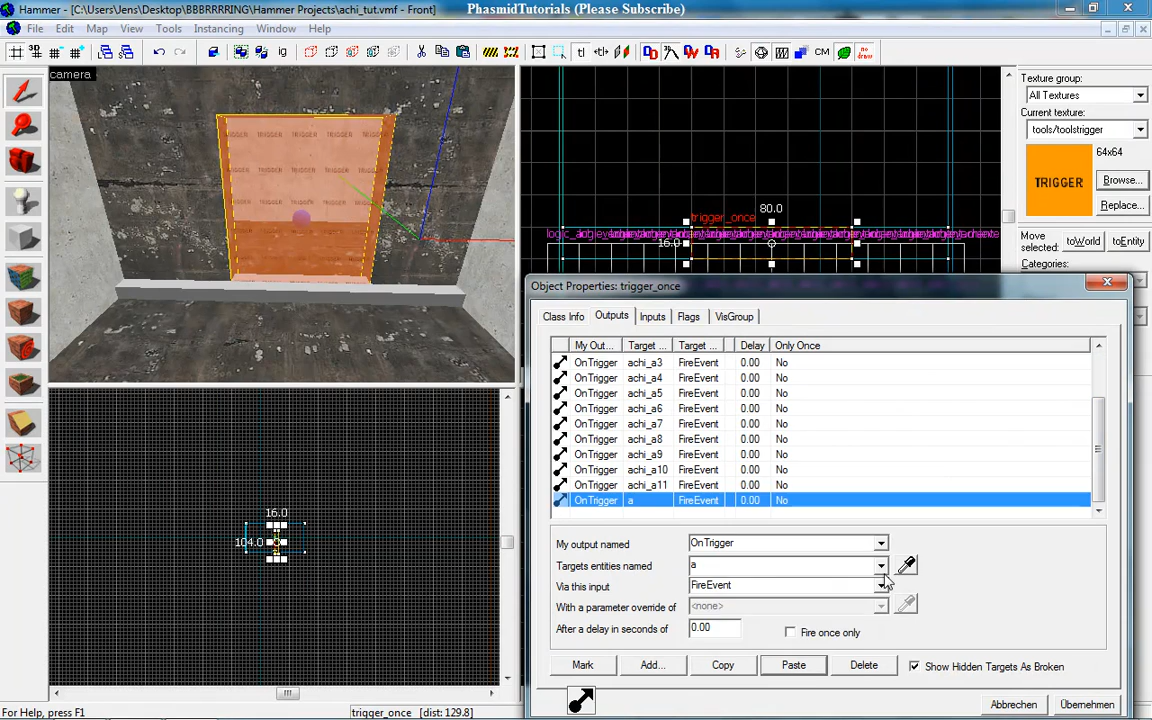 Hammer - [C:\Users\Jens\Desktop\BBBRRRRING\Hammer Projects\achi_tut.vmf - Front]
PhasmidTutorials (Please Subscribe)
File Edit Map View Tools Instancing Window Help
camera
Texture group:
All Textures
Current texture:
tools/toolstrigger
64x64
TRIGGER
Browse...
Replace...
Move
selected:
toWorld
toEntity
Categories:
TRIGGER TRIGGER TRIGGER TRIGGER
trigger_once
80.0
16.0
Object Properties: trigger_once
Class Info Outputs Inputs Flags VisGroup
My Out... Target ... Target ... Delay Only Once
OnTrigger achi_a3 FireEvent 0.00 No
OnTrigger achi_a4 FireEvent 0.00 No
OnTrigger achi_a5 FireEvent 0.00 No
OnTrigger achi_a6 FireEvent 0.00 No
OnTrigger achi_a7 FireEvent 0.00 No
OnTrigger achi_a8 FireEvent 0.00 No
OnTrigger achi_a9 FireEvent 0.00 No
OnTrigger achi_a10 FireEvent 0.00 No
OnTrigger achi_a11 FireEvent 0.00 No
OnTrigger a FireEvent 0.00 No
My output named OnTrigger
Targets entities named a
Via this input FireEvent
With a parameter override of <none>
After a delay in seconds of 0.00 Fire once only
Mark Add... Copy Paste Delete Show Hidden Targets As Broken
Abbrechen Übernehmen
16.0
104.0
For Help, press F1
trigger_once [dist: 129.8]